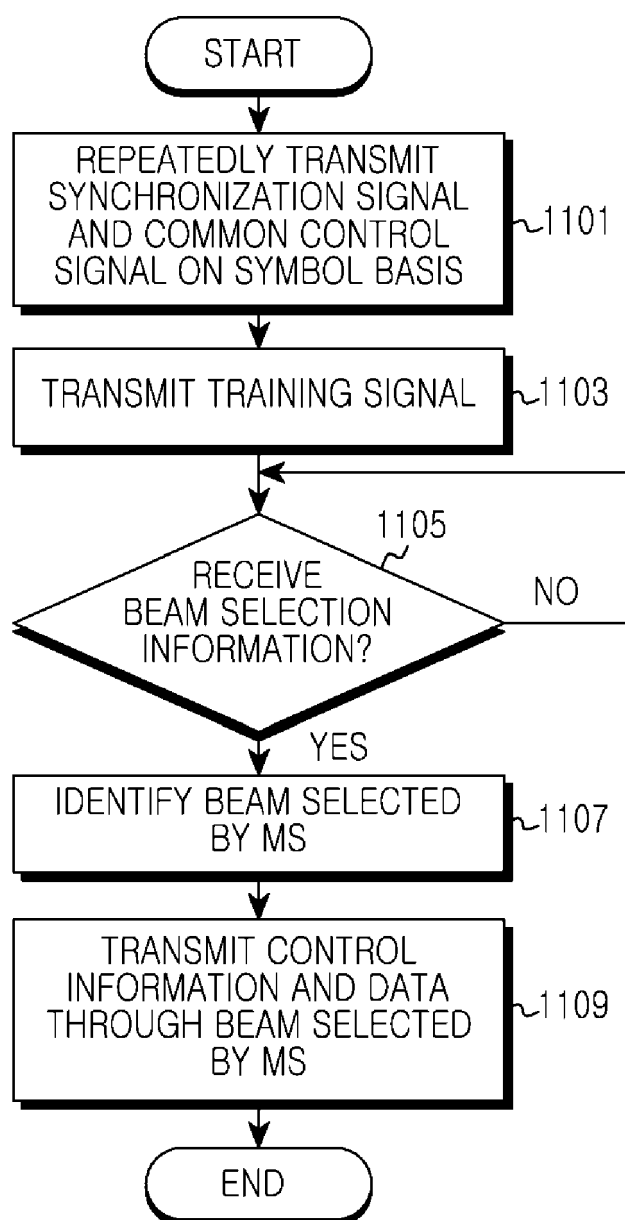 START
REPEATEDLY TRANSMIT
SYNCHRONIZATION SIGNAL
AND COMMON CONTROL
SIGNAL ON SYMBOL BASIS
1101
TRANSMIT TRAINING SIGNAL
1103
1105
RECEIVE
BEAM SELECTION
INFORMATION?
NO
YES
IDENTIFY BEAM SELECTED
BY MS
1107
TRANSMIT CONTROL
INFORMATION AND DATA
THROUGH BEAM SELECTED
BY MS
1109
END